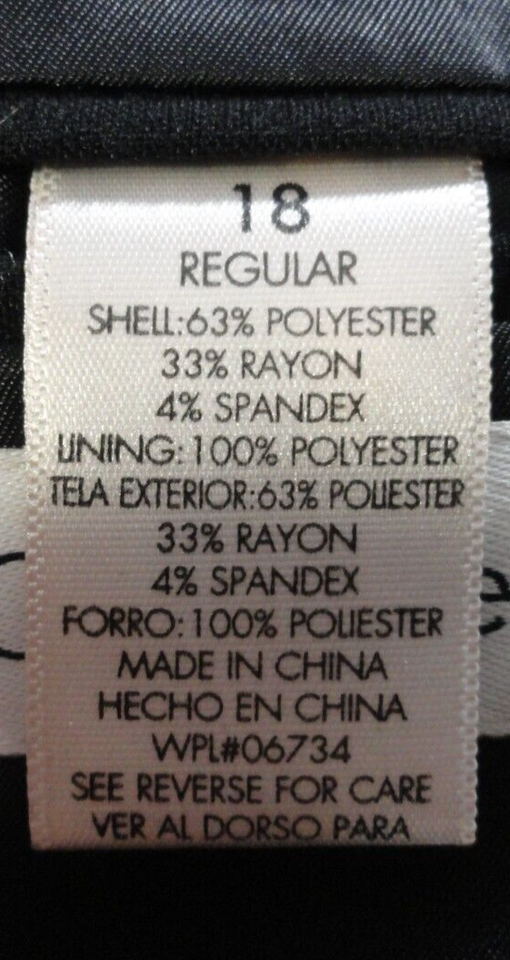 18
REGULAR
SHELL:63% POLYESTER
33% RAYON
4% SPANDEX
LINING:100% POLYESTER
TELA EXTERIOR:63% POLIESTER
33% RAYON
4% SPANDEX
FORRO:100% POLIESTER
MADE IN CHINA
HECHO EN CHINA
WPL#06734
SEE REVERSE FOR CARE
VER AL DORSO PARA